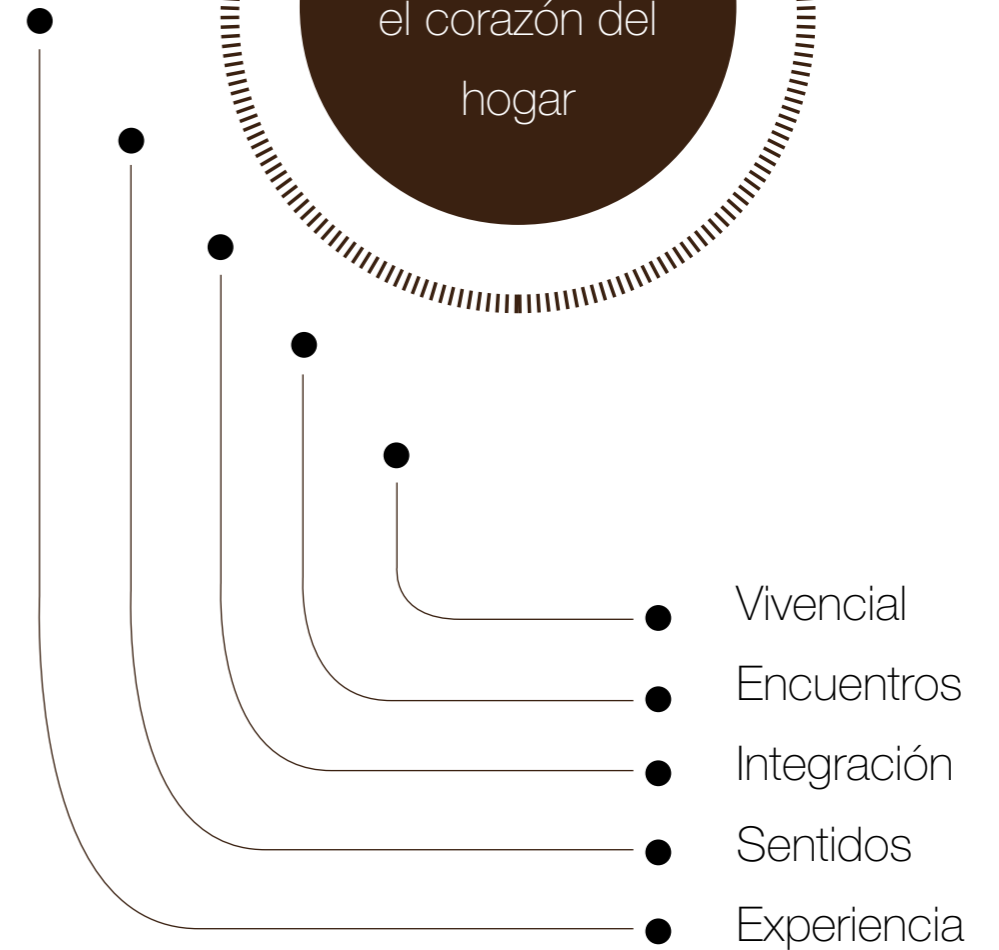 el corazón del
hogar
Vivencial
Encuentros
Integración
Sentidos
Experiencia